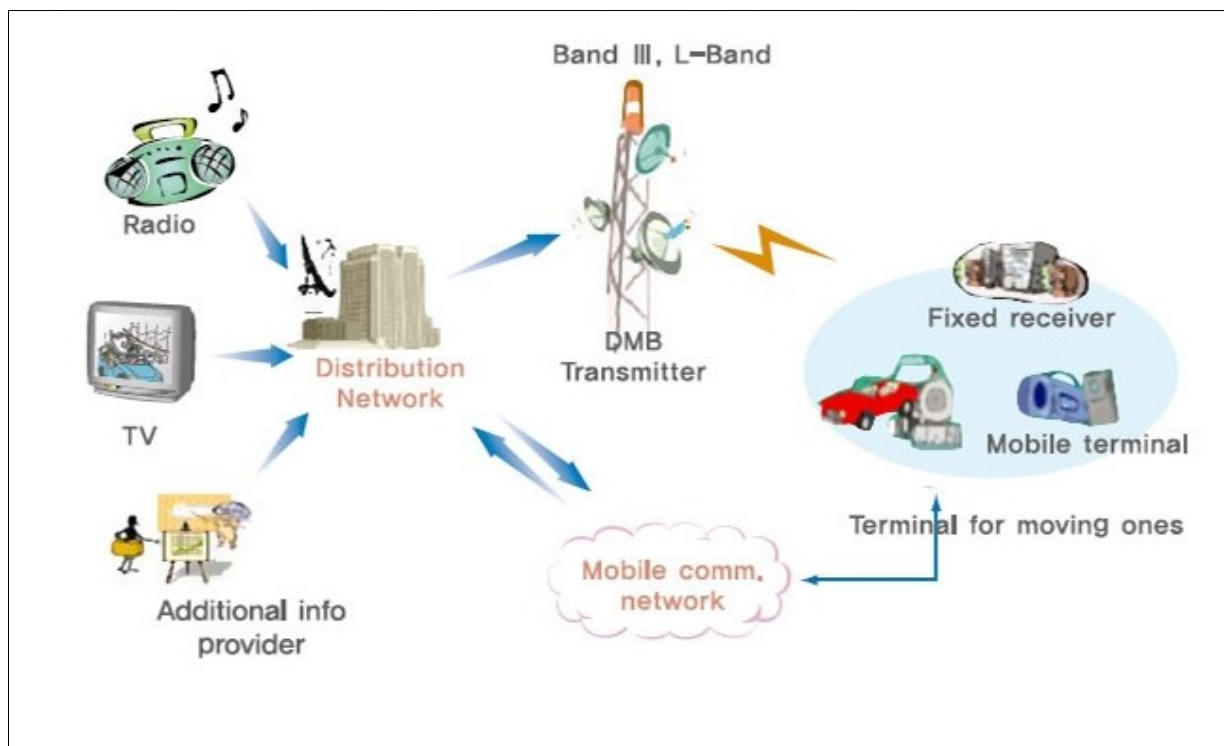 Band III, L-Band
Radio
TV
Additional info
provider
Distribution
Network
DMB
Transmitter
Mobile comm.
network
Fixed receiver
Mobile terminal
Terminal for moving ones